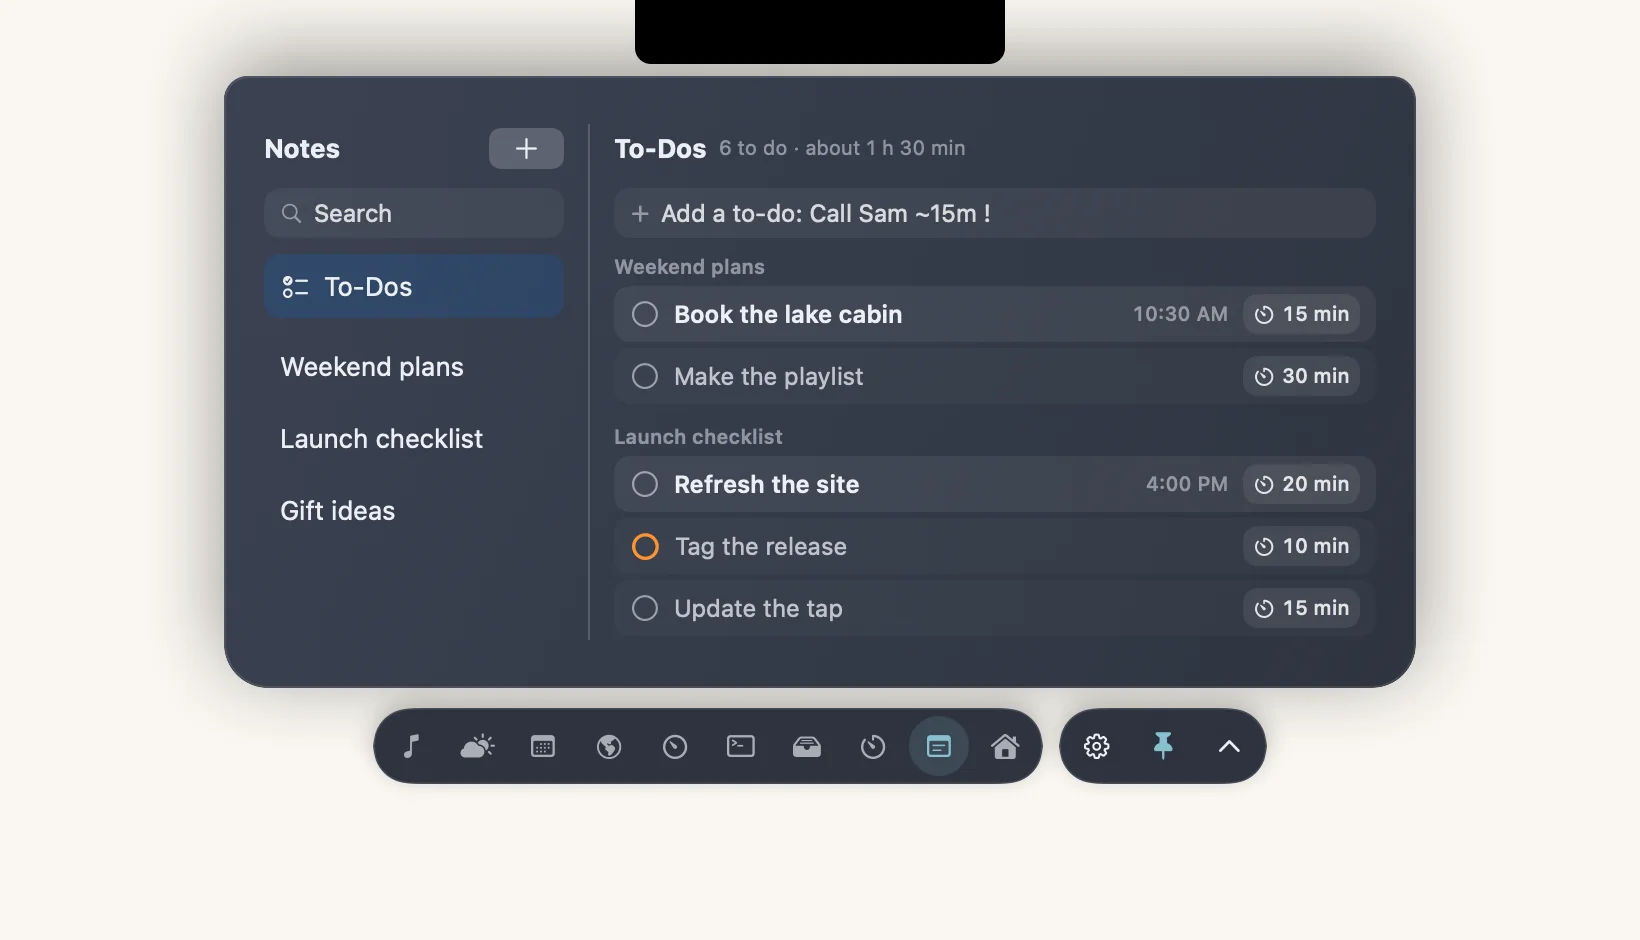 Notes
Search
To-Dos
Weekend plans
Launch checklist
Gift ideas
To-Dos 6 to do · about 1 h 30 min
+ Add a to-do: Call Sam ~15m !
Weekend plans
Book the lake cabin 10:30 AM 15 min
Make the playlist 30 min
Launch checklist
Refresh the site 4:00 PM 20 min
Tag the release 10 min
Update the tap 15 min